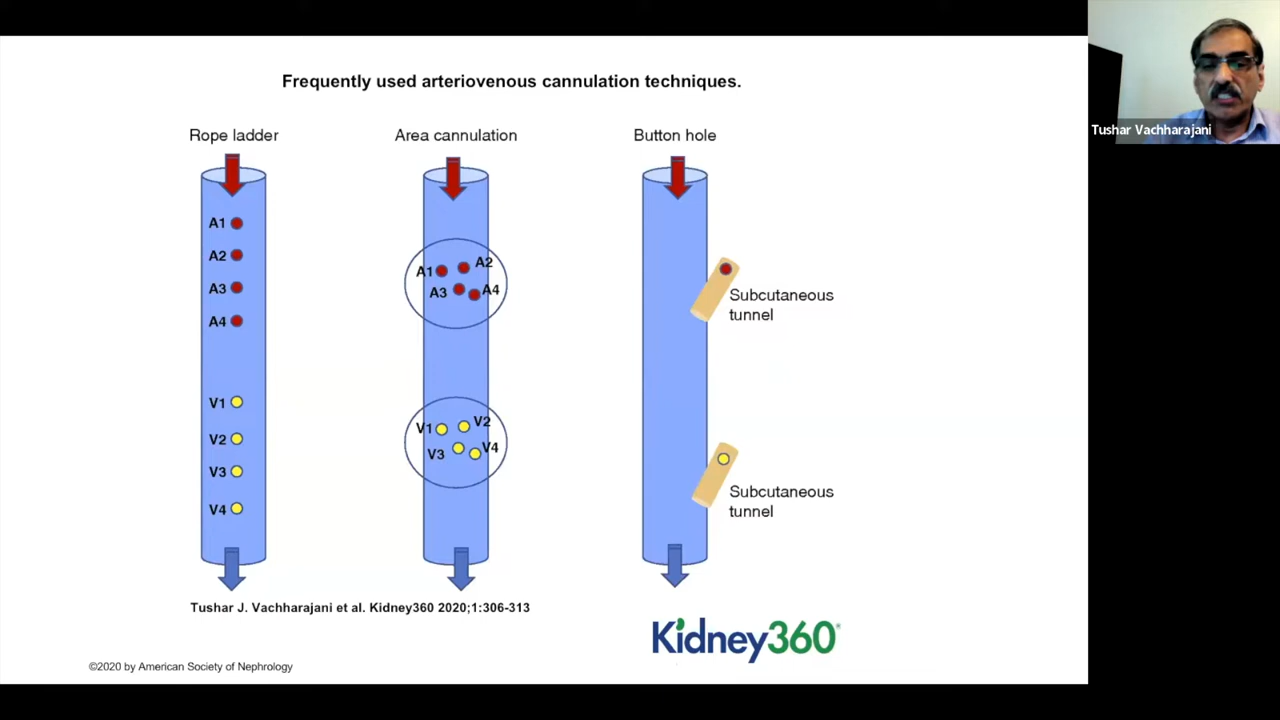 Frequently used arteriovenous cannulation techniques.
Rope ladder
A1
A2
A3
A4
V1
V2
V3
V4
Area cannulation
A1
A2
A3
A4
V1
V2
V3
V4
Button hole
Subcutaneous
tunnel
Subcutaneous
tunnel
Tushar J. Vachharajani et al. Kidney360 2020;1:306-313
Kidney360®
©2020 by American Society of Nephrology
Tushar Vachharajani